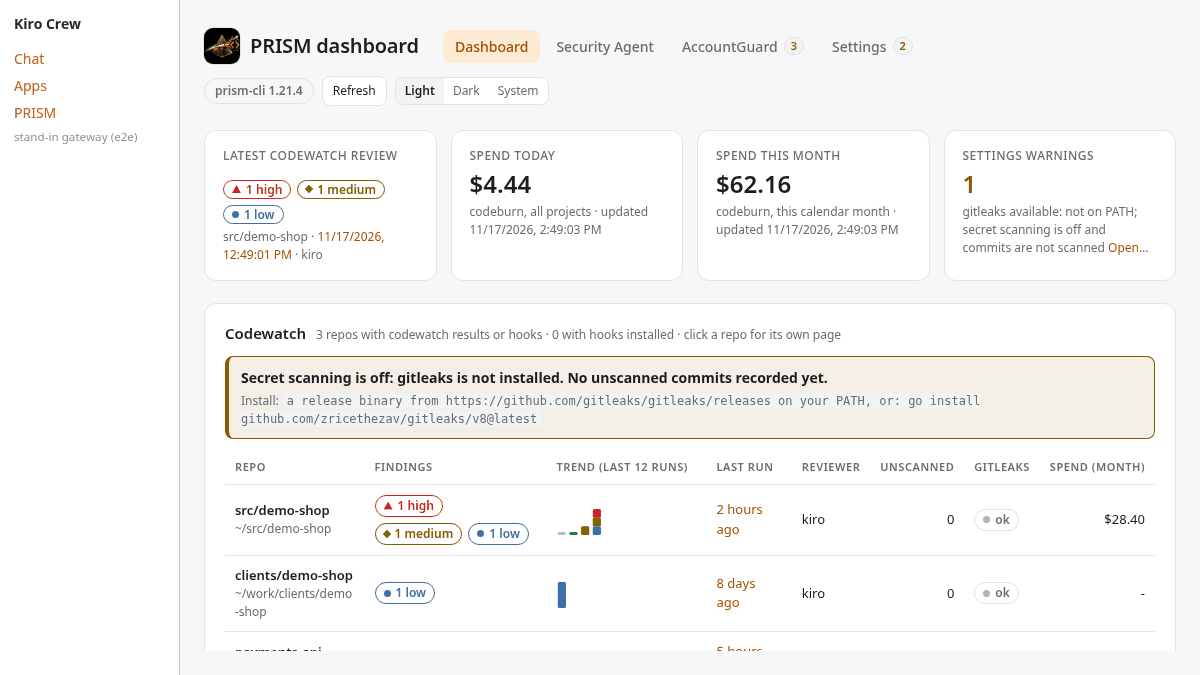 Kiro Crew
Chat
Apps
PRISM
stand-in gateway (e2e)
PRISM dashboard
Dashboard
Security Agent
AccountGuard 3
Settings 2
prism-cli 1.21.4
Refresh
Light
Dark
System
LATEST CODEWATCH REVIEW
1 high
1 medium
1 low
src/demo-shop · 11/17/2026,
12:49:01 PM · kiro
SPEND TODAY
$4.44
codeburn, all projects · updated
11/17/2026, 2:49:03 PM
SPEND THIS MONTH
$62.16
codeburn, this calendar month ·
updated 11/17/2026, 2:49:03 PM
SETTINGS WARNINGS
1
gitleaks available: not on PATH;
secret scanning is off and
commits are not scanned Open…
Codewatch 3 repos with codewatch results or hooks · 0 with hooks installed · click a repo for its own page
Secret scanning is off: gitleaks is not installed. No unscanned commits recorded yet.
Install: a release binary from https://github.com/gitleaks/gitleaks/releases on your PATH, or: go install
github.com/zricethezav/gitleaks/v8@latest
REPO FINDINGS TREND (LAST 12 RUNS) LAST RUN REVIEWER UNSCANNED GITLEAKS SPEND (MONTH)
src/demo-shop
~/src/demo-shop
1 high
1 medium
1 low
2 hours
ago
kiro
0
ok
$28.40
clients/demo-shop
~/work/clients/demo
-shop
1 low
8 days
ago
kiro
0
ok
-
5 hours